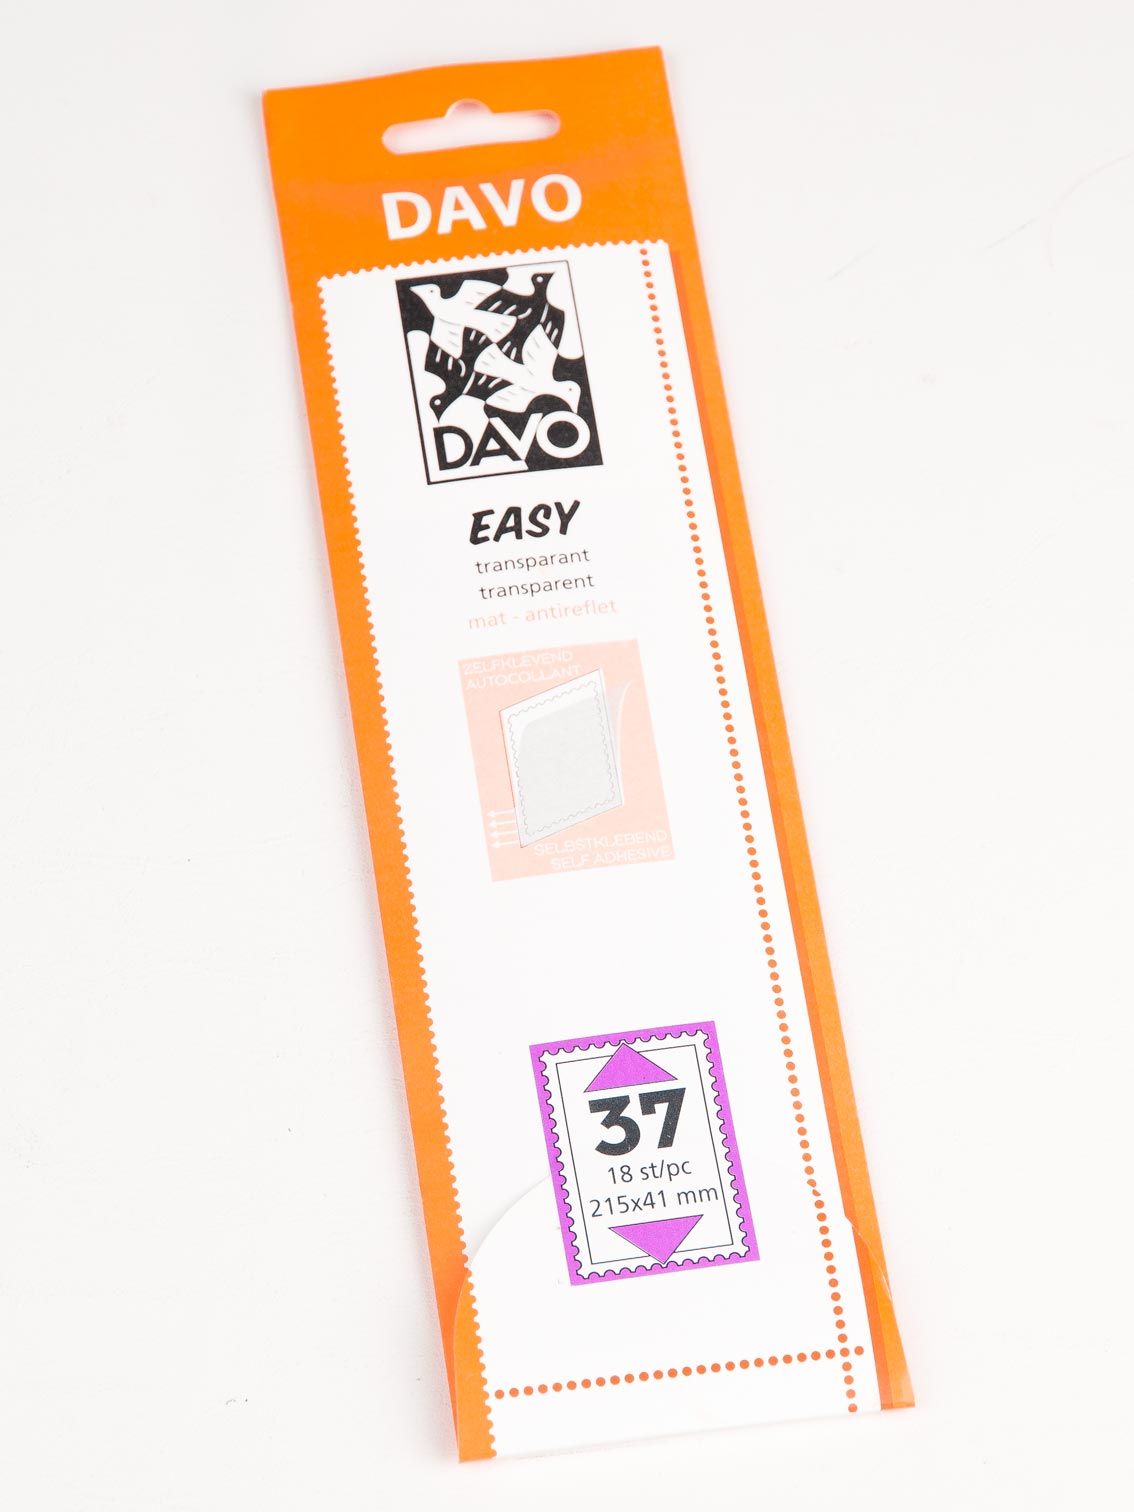 DAVO
DAVO
EASY
transparant
transparent
mat - antireflet
ZELFKLEVEND
AUTOCOLLANT
SELBSTKLEBEND
SELF ADHESIVE
37
18 st/pc
215x41 mm